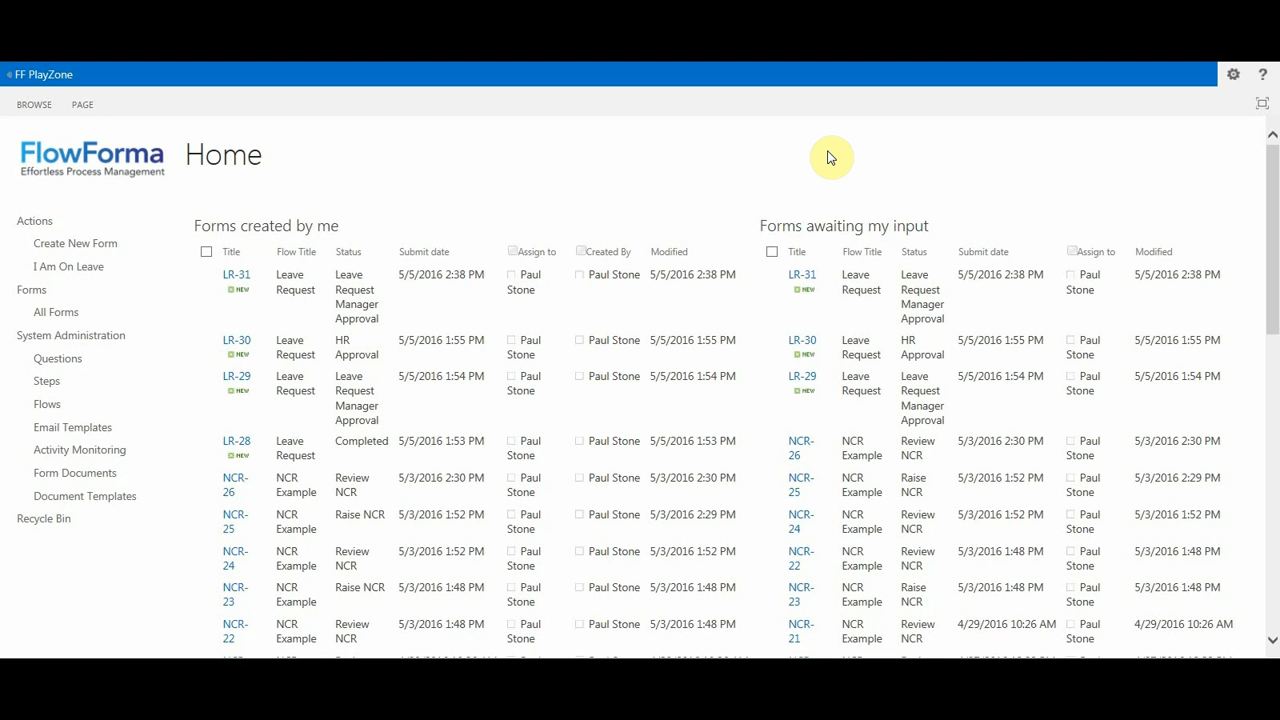 FF PlayZone
?
BROWSE PAGE
FlowForma
Effortless Process Management
Home
Actions
Create New Form
I Am On Leave
Forms
All Forms
System Administration
Questions
Steps
Flows
Email Templates
Activity Monitoring
Form Documents
Document Templates
Recycle Bin
Forms created by me
Title Flow Title Status Submit date Assign to Created By Modified
LR-31 Leave Leave 5/5/2016 2:38 PM Paul Paul Stone 5/5/2016 2:38 PM
NEW Request Request Stone
Manager
Approval
LR-30 Leave HR 5/5/2016 1:55 PM Paul Paul Stone 5/5/2016 1:55 PM
NEW Request Approval Stone
LR-29 Leave Leave 5/5/2016 1:54 PM Paul Paul Stone 5/5/2016 1:54 PM
NEW Request Request Stone
Manager
Approval
LR-28 Leave Completed 5/5/2016 1:53 PM Paul Paul Stone 5/5/2016 1:53 PM
NEW Request Stone
NCR- NCR Review 5/3/2016 2:30 PM Paul Paul Stone 5/3/2016 2:30 PM
26 Example NCR Stone
NCR- NCR Raise NCR 5/3/2016 1:52 PM Paul Paul Stone 5/3/2016 2:29 PM
25 Example Stone
NCR- NCR Review 5/3/2016 1:52 PM Paul Paul Stone 5/3/2016 1:52 PM
24 Example NCR Stone
NCR- NCR Raise NCR 5/3/2016 1:48 PM Paul Paul Stone 5/3/2016 1:48 PM
23 Example Stone
NCR- NCR Review 5/3/2016 1:48 PM Paul Paul Stone 5/3/2016 1:48 PM
22 Example NCR Stone
Forms awaiting my input
Title Flow Title Status Submit date Assign to Modified
LR-31 Leave Leave 5/5/2016 2:38 PM Paul 5/5/2016 2:38 PM
NEW Request Request Stone
Manager
Approval
LR-30 Leave HR 5/5/2016 1:55 PM Paul 5/5/2016 1:55 PM
NEW Request Approval Stone
LR-29 Leave Leave 5/5/2016 1:54 PM Paul 5/5/2016 1:54 PM
NEW Request Request Stone
Manager
Approval
NCR- NCR Review 5/3/2016 2:30 PM Paul 5/3/2016 2:30 PM
26 Example NCR Stone
NCR- NCR Raise 5/3/2016 1:52 PM Paul 5/3/2016 2:29 PM
25 Example NCR Stone
NCR- NCR Review 5/3/2016 1:52 PM Paul 5/3/2016 1:52 PM
24 Example NCR Stone
NCR- NCR Review 5/3/2016 1:48 PM Paul 5/3/2016 1:48 PM
22 Example NCR Stone
NCR- NCR Raise 5/3/2016 1:48 PM Paul 5/3/2016 1:48 PM
23 Example NCR Stone
NCR- NCR Review 4/29/2016 10:26 AM Paul 4/29/2016 10:26 AM
21 Example NCR Stone